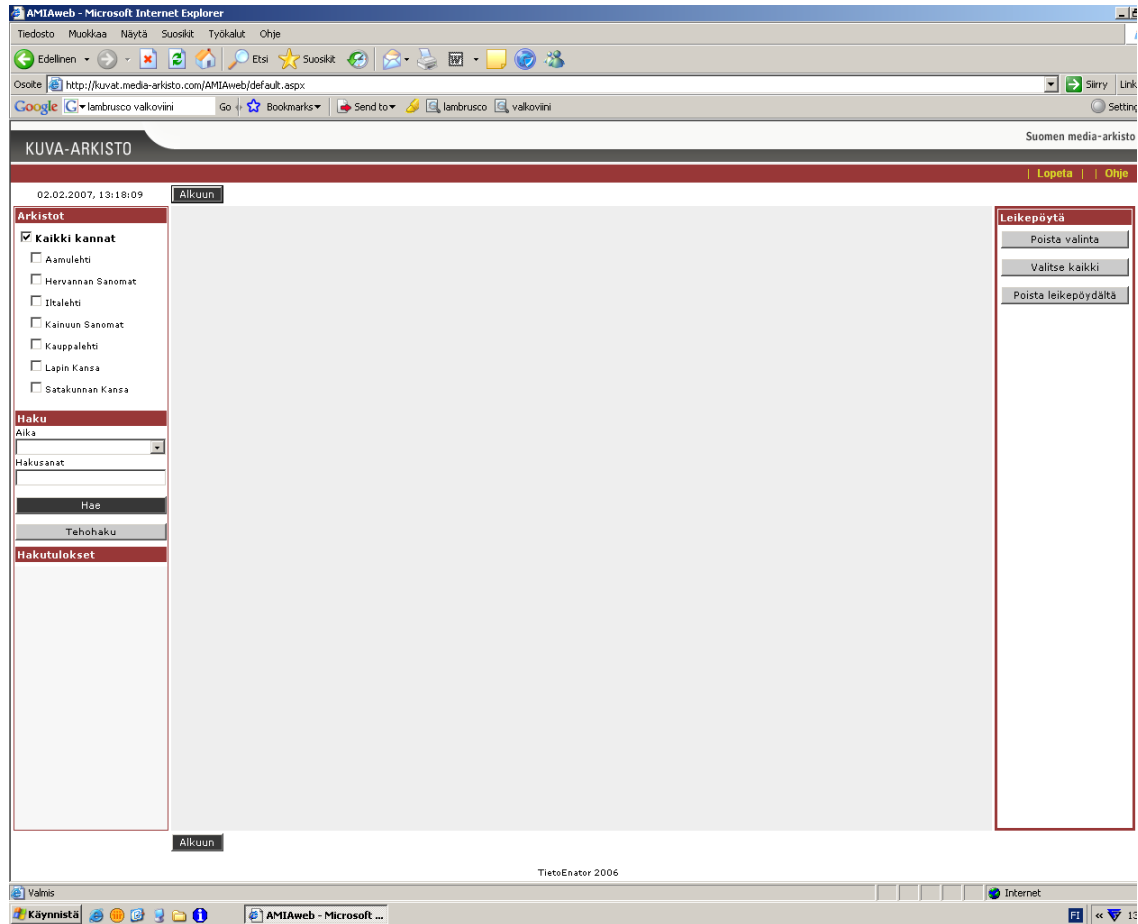 AMIAweb - Microsoft Internet Explorer
Tiedosto Muokkaa Näytä Suosikit Työkalut Ohje
Edellinen Etsi Suosikit
Osoite http://kuvat.media-arkisto.com/AMIAweb/default.aspx Siirry Link
Google lambrusco valkoviini Go Bookmarks Send to lambrusco valkoviini Setting
KUVA-ARKISTO Suomen media-arkisto
| Lopeta | | Ohje
02.02.2007, 13:18:09 Alkuun
Arkistot
Kaikki kannat
Aamulehti
Hervannan Sanomat
Iltalehti
Kainuun Sanomat
Kauppalehti
Lapin Kansa
Satakunnan Kansa
Haku
Aika
Hakusanat
Hae
Tehohaku
Hakutulokset
Leikepöytä
Poista valinta
Valitse kaikki
Poista leikepöydältä
Alkuun
TietoEnator 2006
Valmis Internet
Käynnistä AMIAweb - Microsoft ... FI « 13